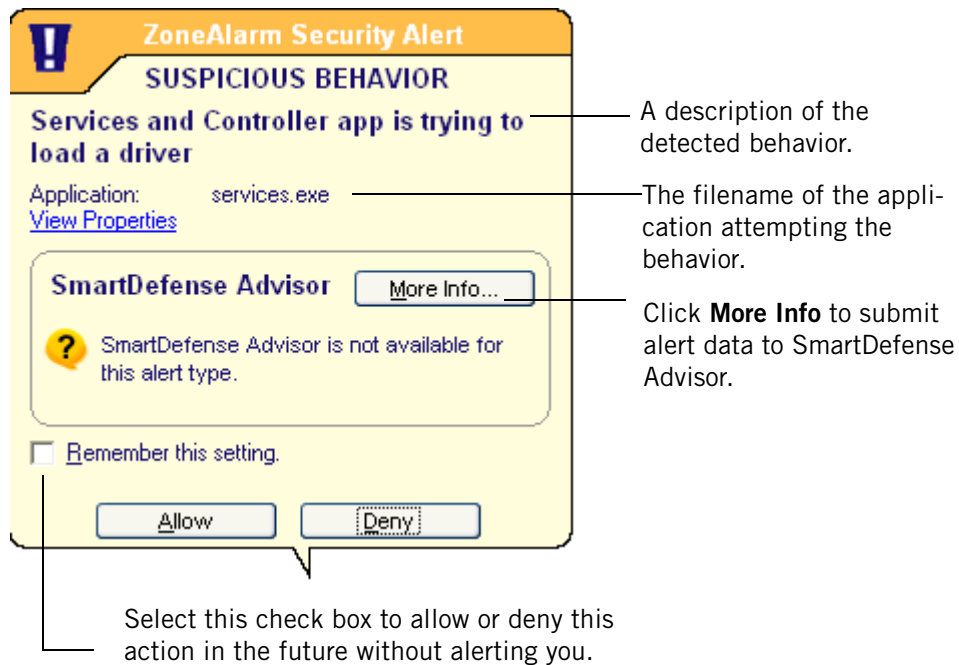 ZoneAlarm Security Alert
SUSPICIOUS BEHAVIOR
Services and Controller app is trying to
load a driver
Application: services.exe
View Properties
SmartDefense Advisor More Info...
? SmartDefense Advisor is not available for
this alert type.
Remember this setting.
Allow Deny
A description of the
detected behavior.
The filename of the appli-
cation attempting the
behavior.
Click More Info to submit
alert data to SmartDefense
Advisor.
Select this check box to allow or deny this
action in the future without alerting you.